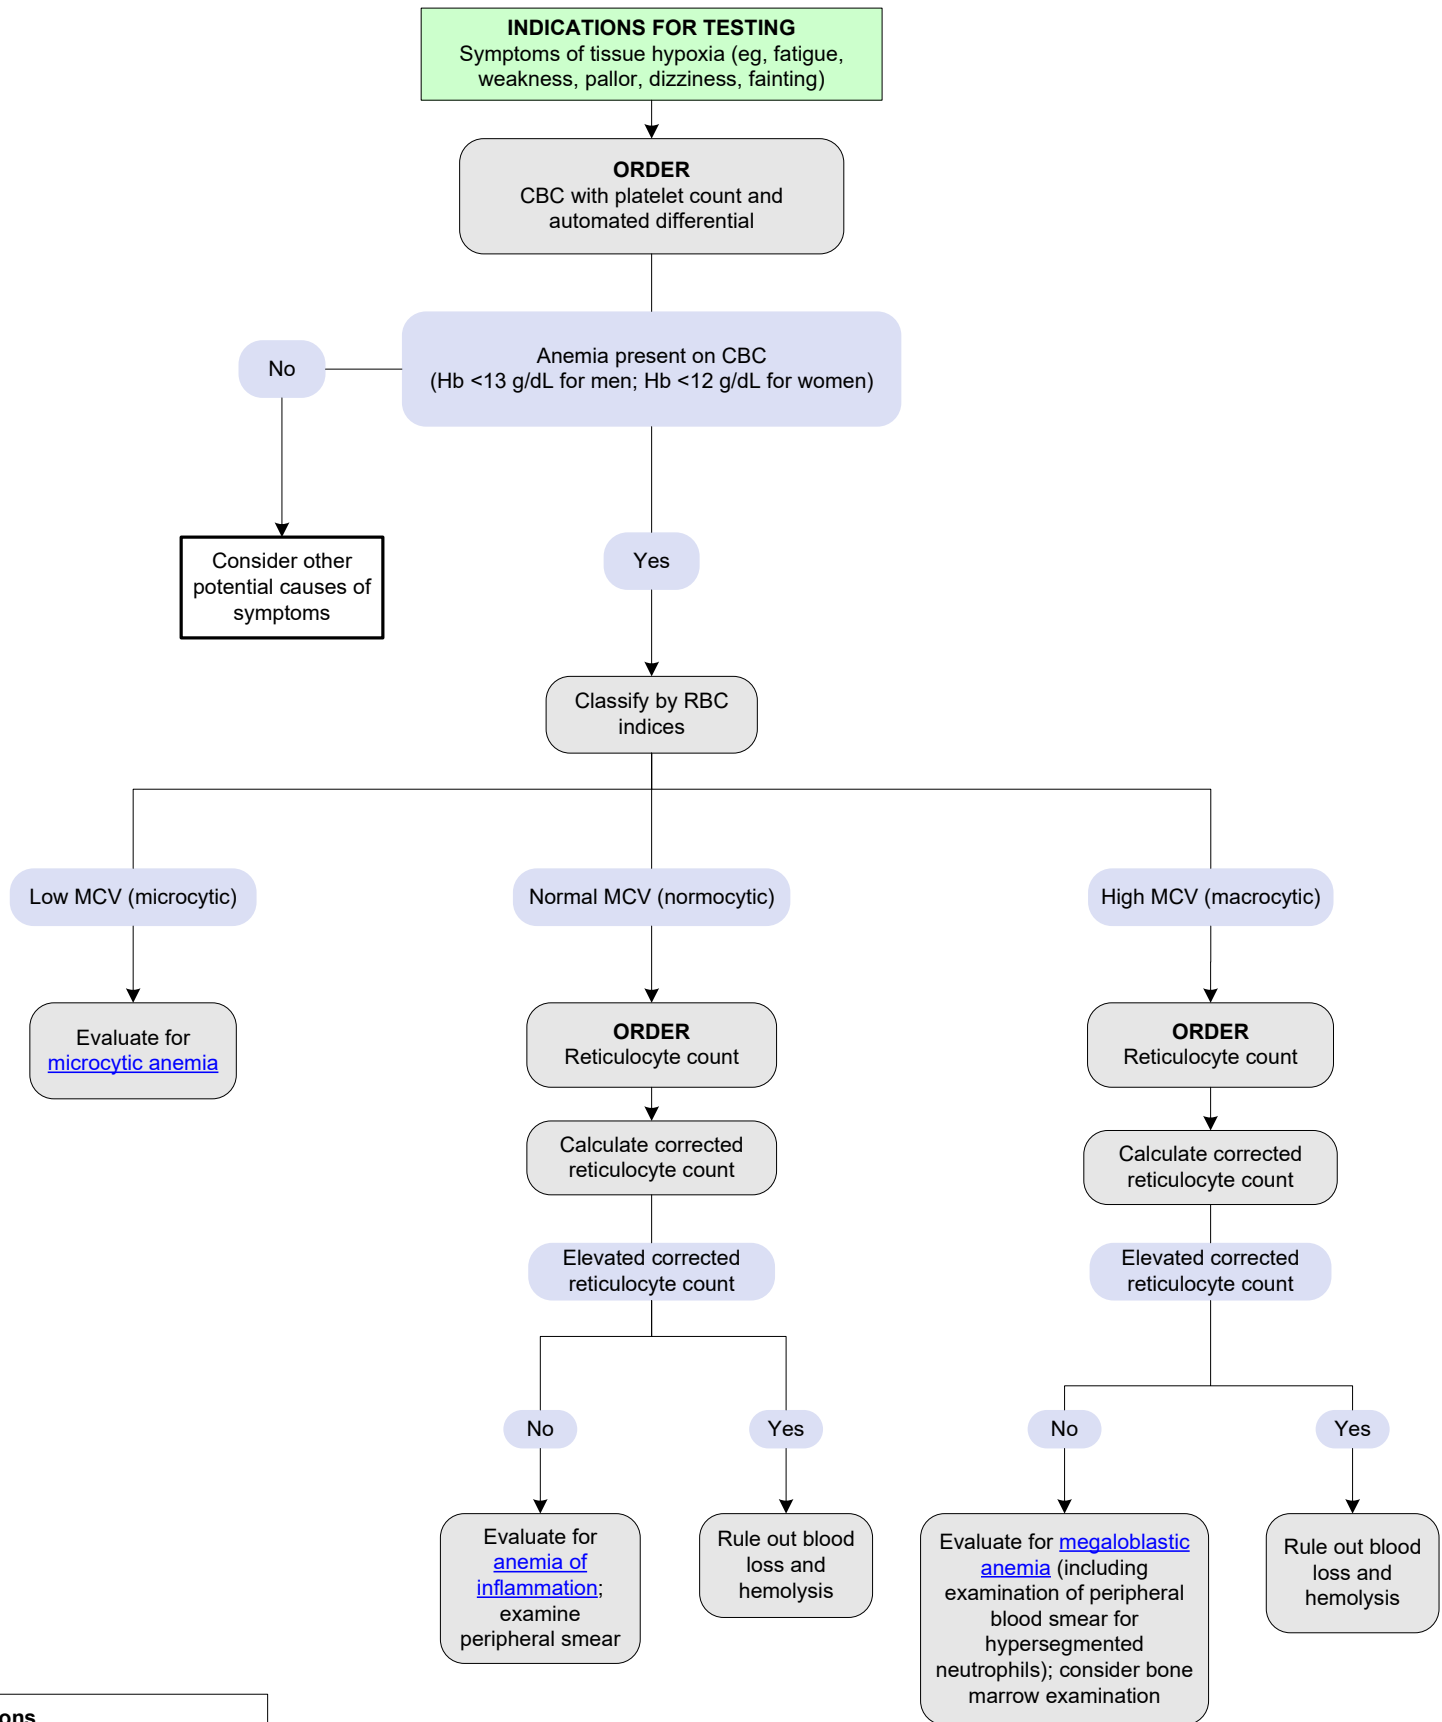 INDICATIONS FOR TESTING
Symptoms of tissue hypoxia (eg, fatigue,
weakness, pallor, dizziness, fainting)
ORDER
CBC with platelet count and
automated differential
Anemia present on CBC
(Hb <13 g/dL for men; Hb <12 g/dL for women)
No
Consider other
potential causes of
symptoms
Yes
Classify by RBC
indices
Low MCV (microcytic)
Normal MCV (normocytic)
High MCV (macrocytic)
Evaluate for
microcytic anemia
ORDER
Reticulocyte count
ORDER
Reticulocyte count
Calculate corrected
reticulocyte count
Calculate corrected
reticulocyte count
Elevated corrected
reticulocyte count
Elevated corrected
reticulocyte count
No
Yes
No
Yes
Evaluate for
anemia of
inflammation;
examine
peripheral smear
Rule out blood
loss and
hemolysis
Evaluate for megaloblastic
anemia (including
examination of peripheral
blood smear for
hypersegmented
neutrophils); consider bone
marrow examination
Rule out blood
loss and
hemolysis